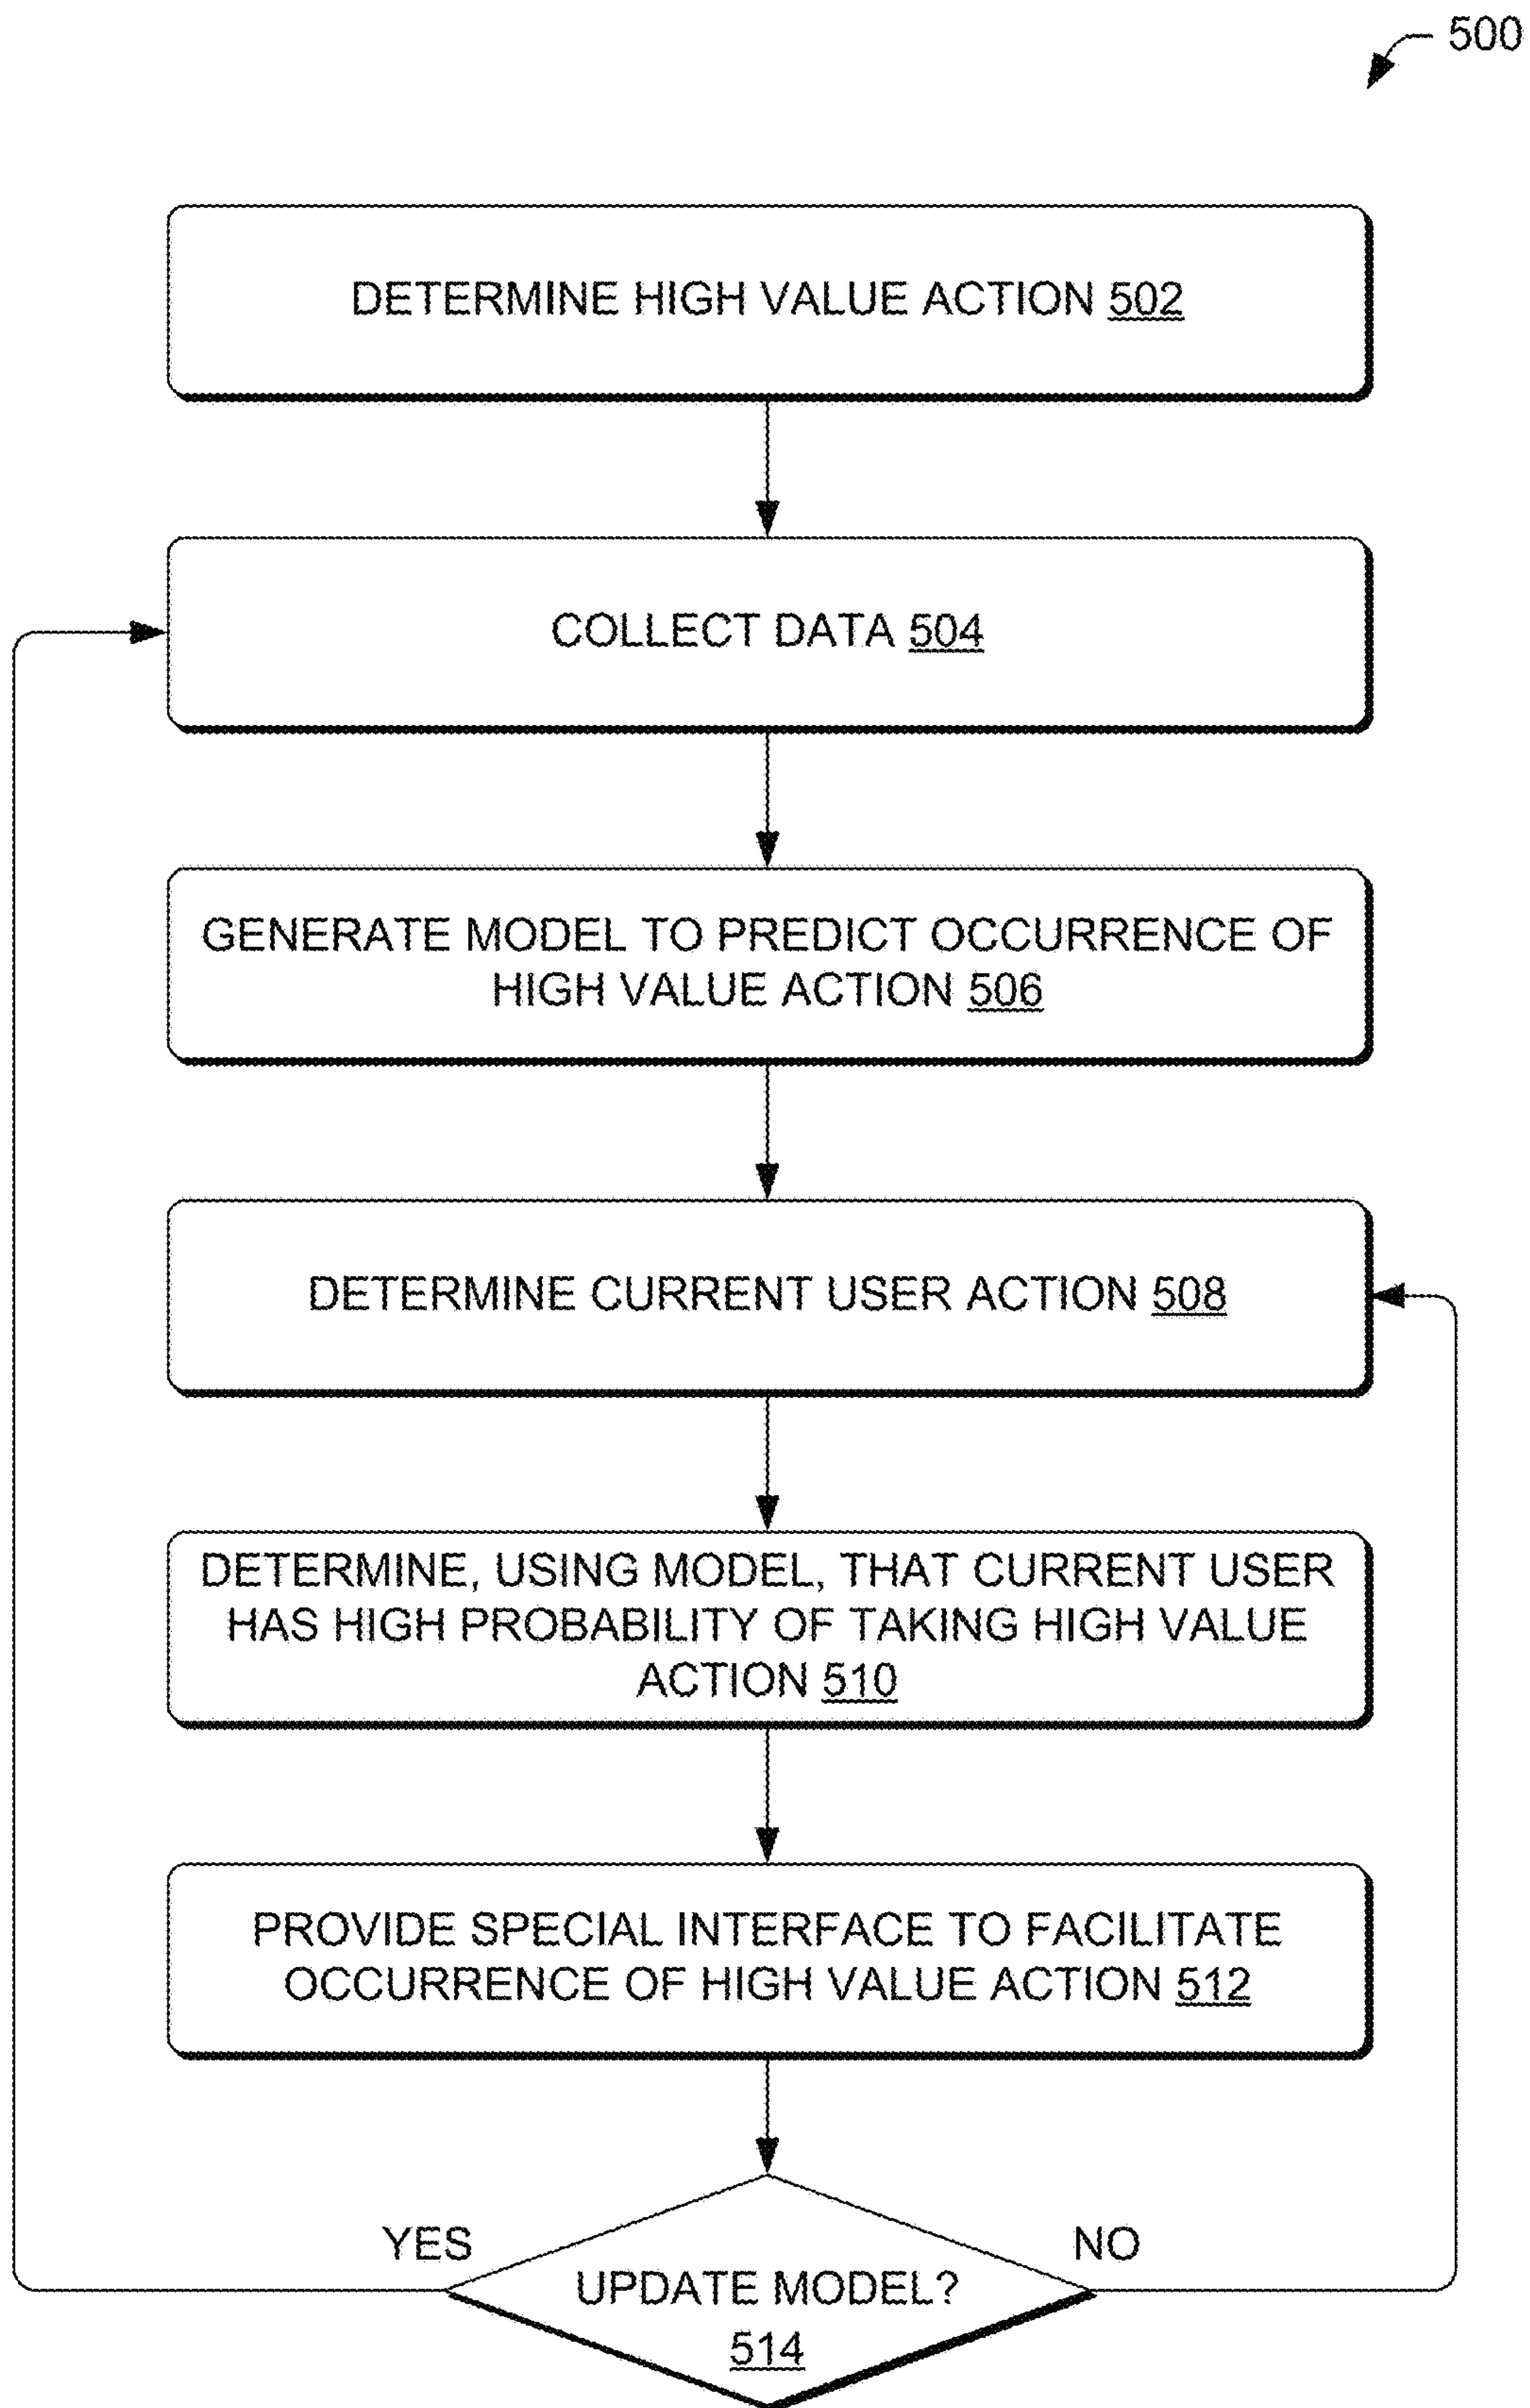 500
DETERMINE HIGH VALUE ACTION 502
COLLECT DATA 504
GENERATE MODEL TO PREDICT OCCURRENCE OF
HIGH VALUE ACTION 506
DETERMINE CURRENT USER ACTION 508
DETERMINE, USING MODEL, THAT CURRENT USER
HAS HIGH PROBABILITY OF TAKING HIGH VALUE
ACTION 510
PROVIDE SPECIAL INTERFACE TO FACILITATE
OCCURRENCE OF HIGH VALUE ACTION 512
YES
NO
UPDATE MODEL?
514